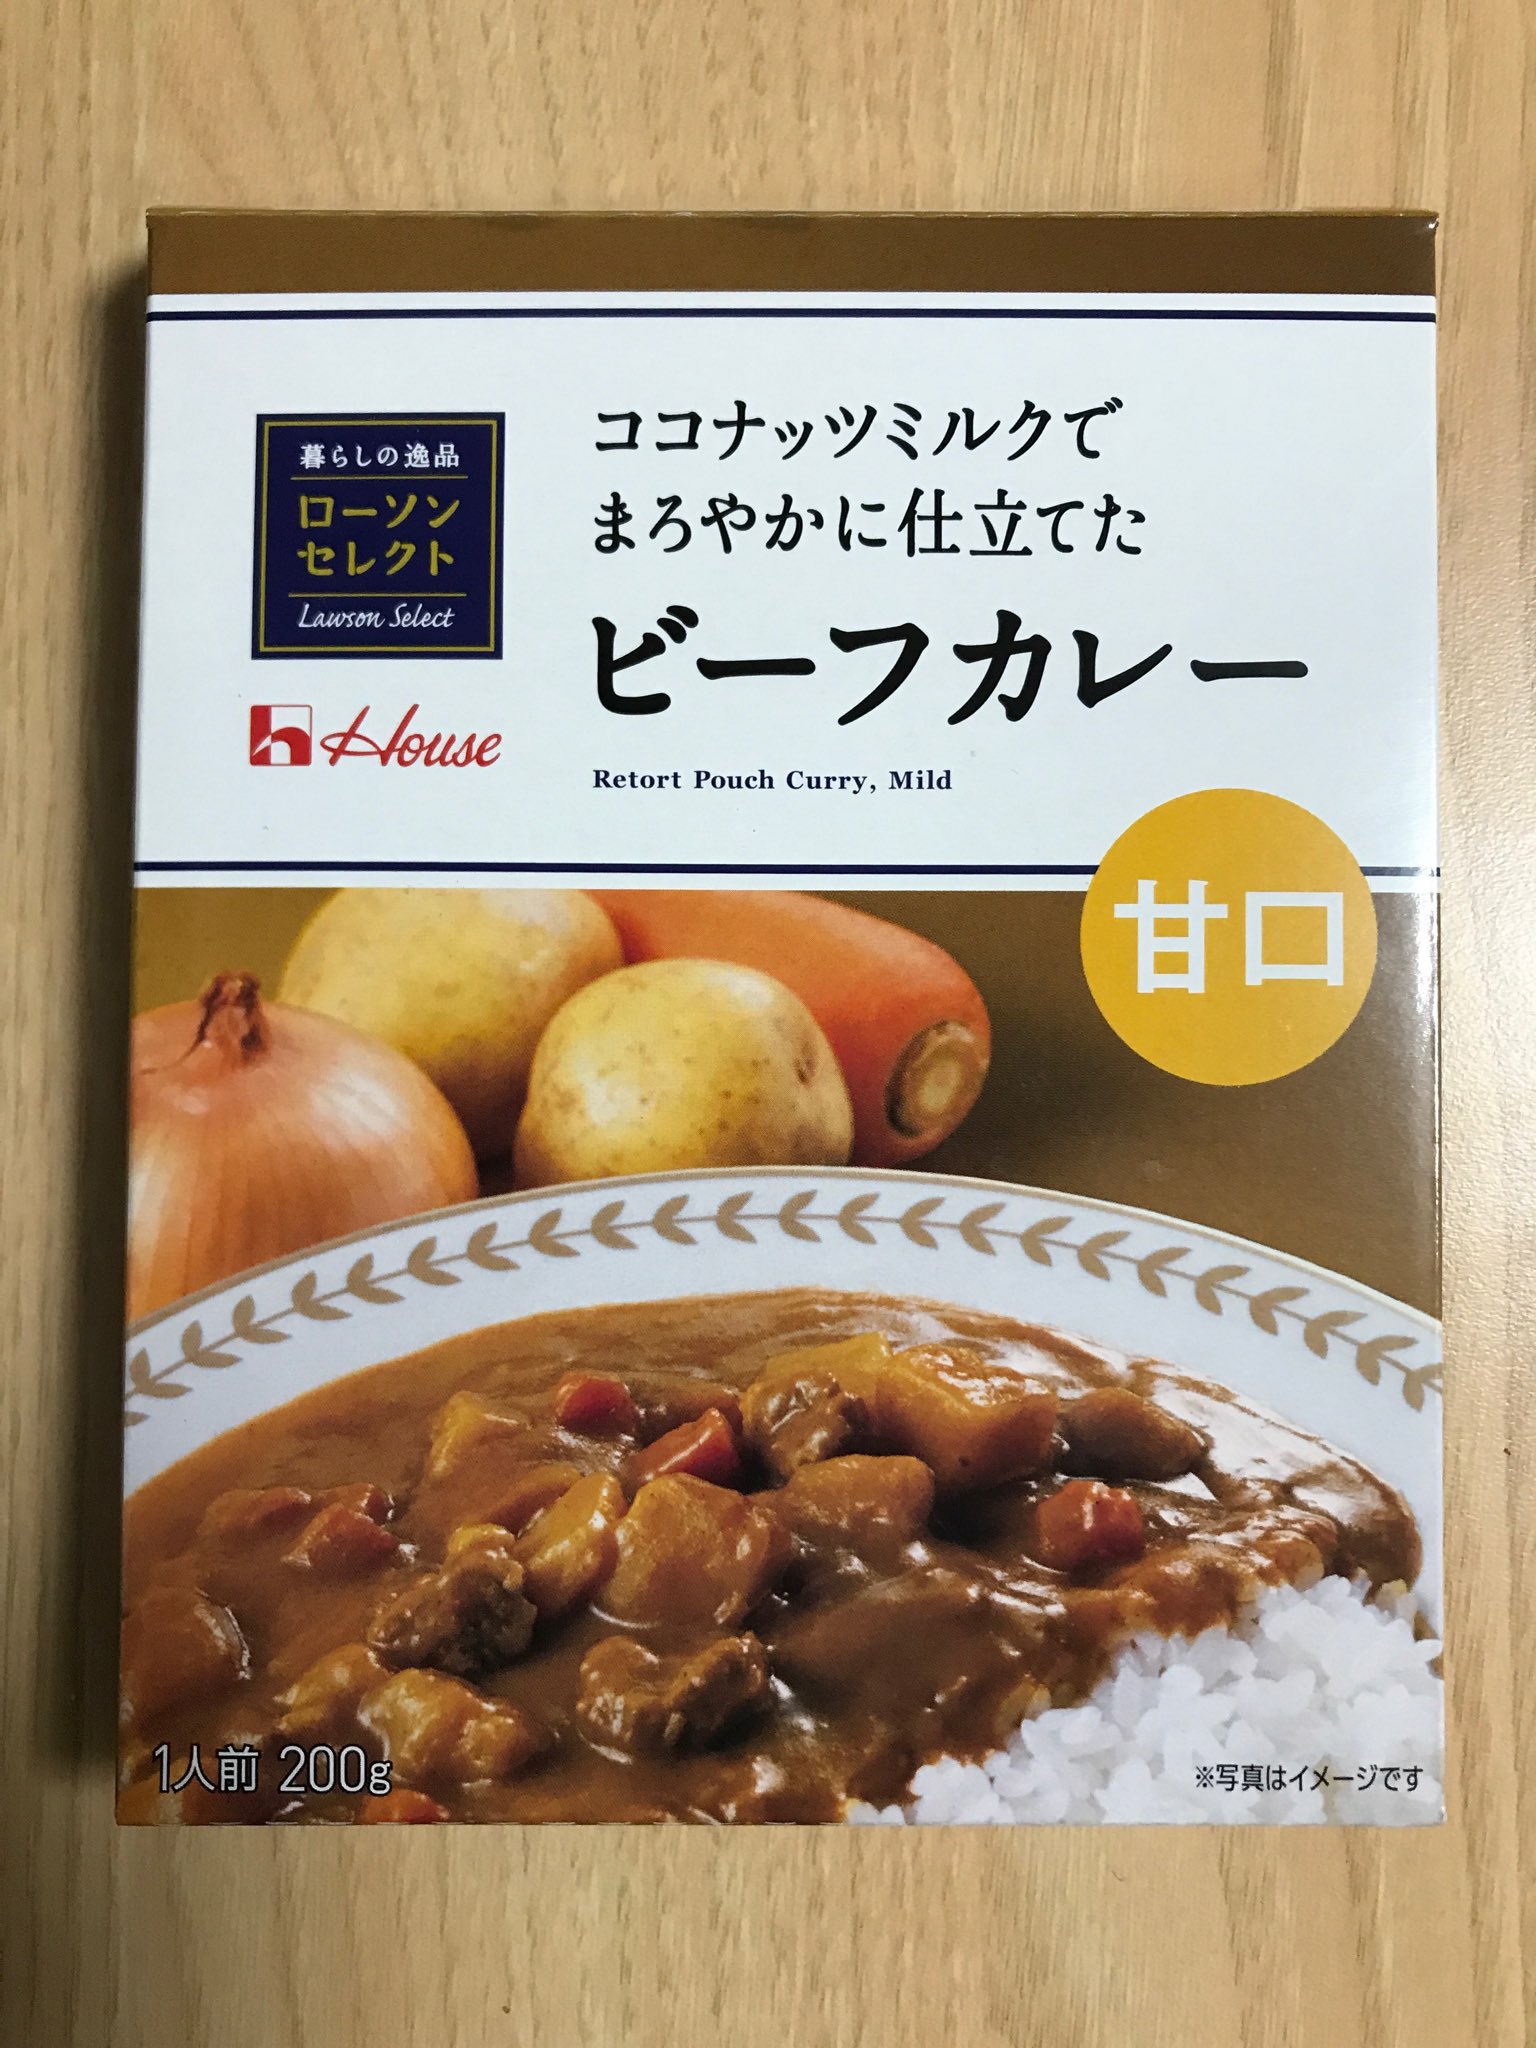 暮らしの逸品
ローソン
セレクト
Lawson Select
House
ココナッツミルクで
まろやかに仕立てた
ビーフカレー
Retort Pouch Curry, Mild
甘口
1人前 200g
※写真はイメージです